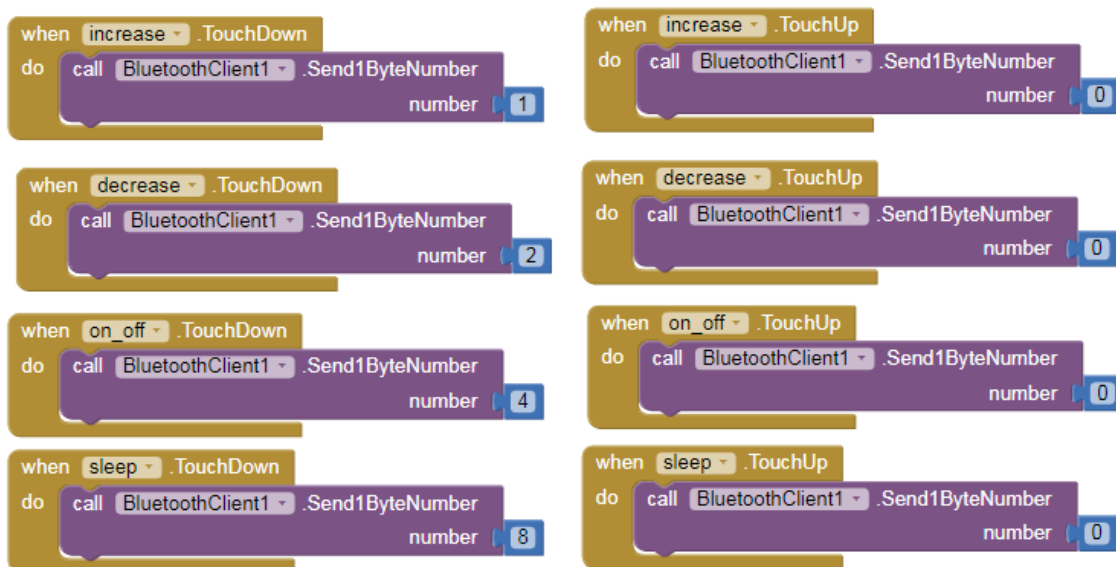 when increase .TouchDown
do call BluetoothClient1 .Send1ByteNumber
number 1
when increase .TouchUp
do call BluetoothClient1 .Send1ByteNumber
number 0
when decrease .TouchDown
do call BluetoothClient1 .Send1ByteNumber
number 2
when decrease .TouchUp
do call BluetoothClient1 .Send1ByteNumber
number 0
when on_off .TouchDown
do call BluetoothClient1 .Send1ByteNumber
number 4
when on_off .TouchUp
do call BluetoothClient1 .Send1ByteNumber
number 0
when sleep .TouchDown
do call BluetoothClient1 .Send1ByteNumber
number 8
when sleep .TouchUp
do call BluetoothClient1 .Send1ByteNumber
number 0